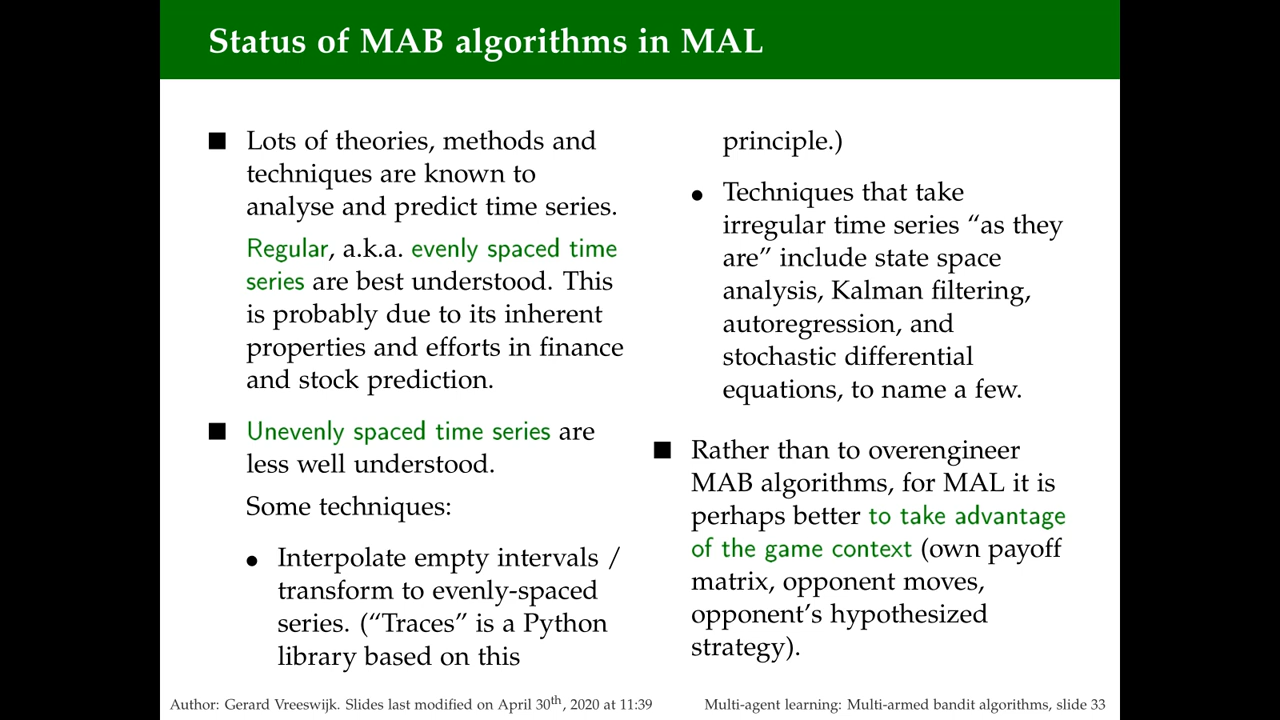 Status of MAB algorithms in MAL
■ Lots of theories, methods and
techniques are known to
analyse and predict time series.
Regular, a.k.a. evenly spaced time
series are best understood. This
is probably due to its inherent
properties and efforts in finance
and stock prediction.
■ Unevenly spaced time series are
less well understood.
Some techniques:
• Interpolate empty intervals /
transform to evenly-spaced
series. (“Traces” is a Python
library based on this
principle.)
• Techniques that take
irregular time series “as they
are” include state space
analysis, Kalman filtering,
autoregression, and
stochastic differential
equations, to name a few.
■ Rather than to overengineer
MAB algorithms, for MAL it is
perhaps better to take advantage
of the game context (own payoff
matrix, opponent moves,
opponent’s hypothesized
strategy).
Author: Gerard Vreeswijk. Slides last modified on April 30th, 2020 at 11:39
Multi-agent learning: Multi-armed bandit algorithms, slide 33